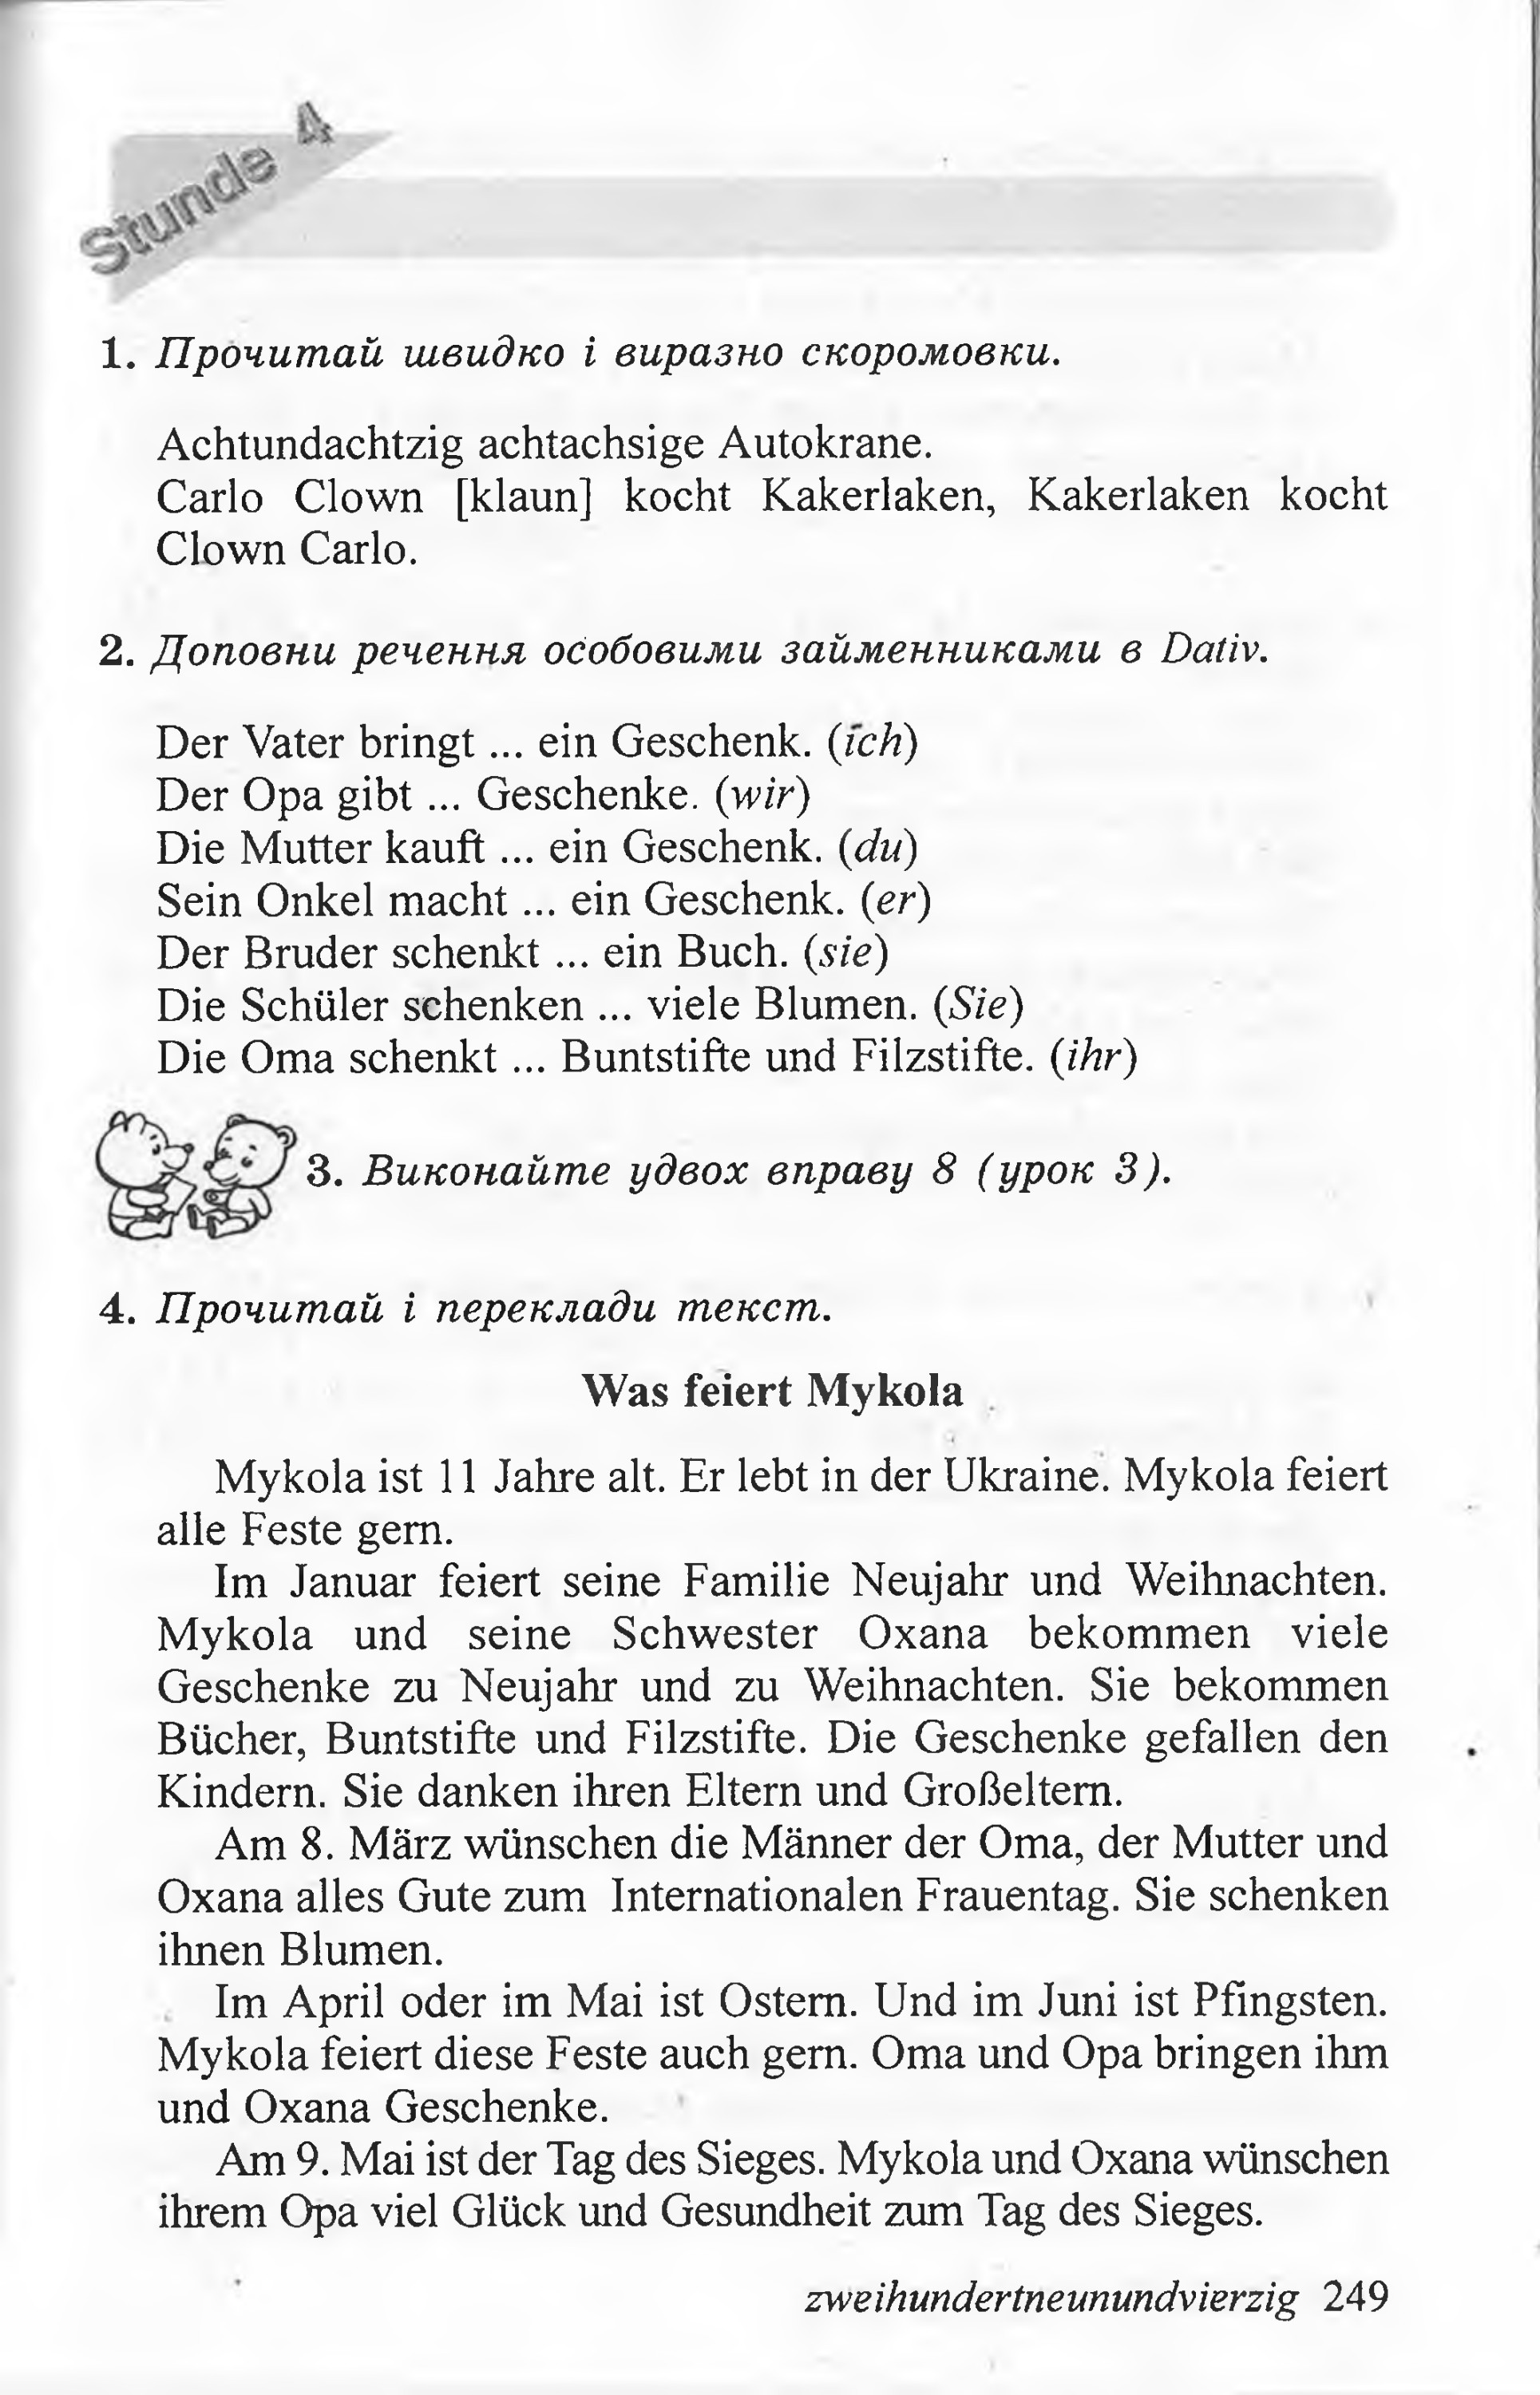 Stunde 4
1. Прочитай швидко і виразно скоромовки.
Achtundachtzig achtachsige Autokrane.
Carlo Clown [klaun] kocht Kakerlaken, Kakerlaken kocht
Clown Carlo.
2. Доповни речення особовими займенниками в Dativ.
Der Vater bringt ... ein Geschenk. (ich)
Der Opa gibt ... Geschenke. (wir)
Die Mutter kauft ... ein Geschenk. (du)
Sein Onkel macht ... ein Geschenk. (er)
Der Bruder schenkt ... ein Buch. (sie)
Die Schüler schenken ... viele Blumen. (Sie)
Die Oma schenkt ... Buntstifte und Filzstifte. (ihr)
3. Виконайте удвох вправу 8 (урок 3).
4. Прочитай і переклади текст.
Was feiert Mykola
Mykola ist 11 Jahre alt. Er lebt in der Ukraine. Mykola feiert
alle Feste gern.
Im Januar feiert seine Familie Neujahr und Weihnachten.
Mykola und seine Schwester Oxana bekommen viele
Geschenke zu Neujahr und zu Weihnachten. Sie bekommen
Bücher, Buntstifte und Filzstifte. Die Geschenke gefallen den
Kindern. Sie danken ihren Eltern und Großeltern.
Am 8. März wünschen die Männer der Oma, der Mutter und
Oxana alles Gute zum Internationalen Frauentag. Sie schenken
ihnen Blumen.
Im April oder im Mai ist Ostern. Und im Juni ist Pfingsten.
Mykola feiert diese Feste auch gern. Oma und Opa bringen ihm
und Oxana Geschenke.
Am 9. Mai ist der Tag des Sieges. Mykola und Oxana wünschen
ihrem Opa viel Glück und Gesundheit zum Tag des Sieges.
zweihundertneunundvierzig 249